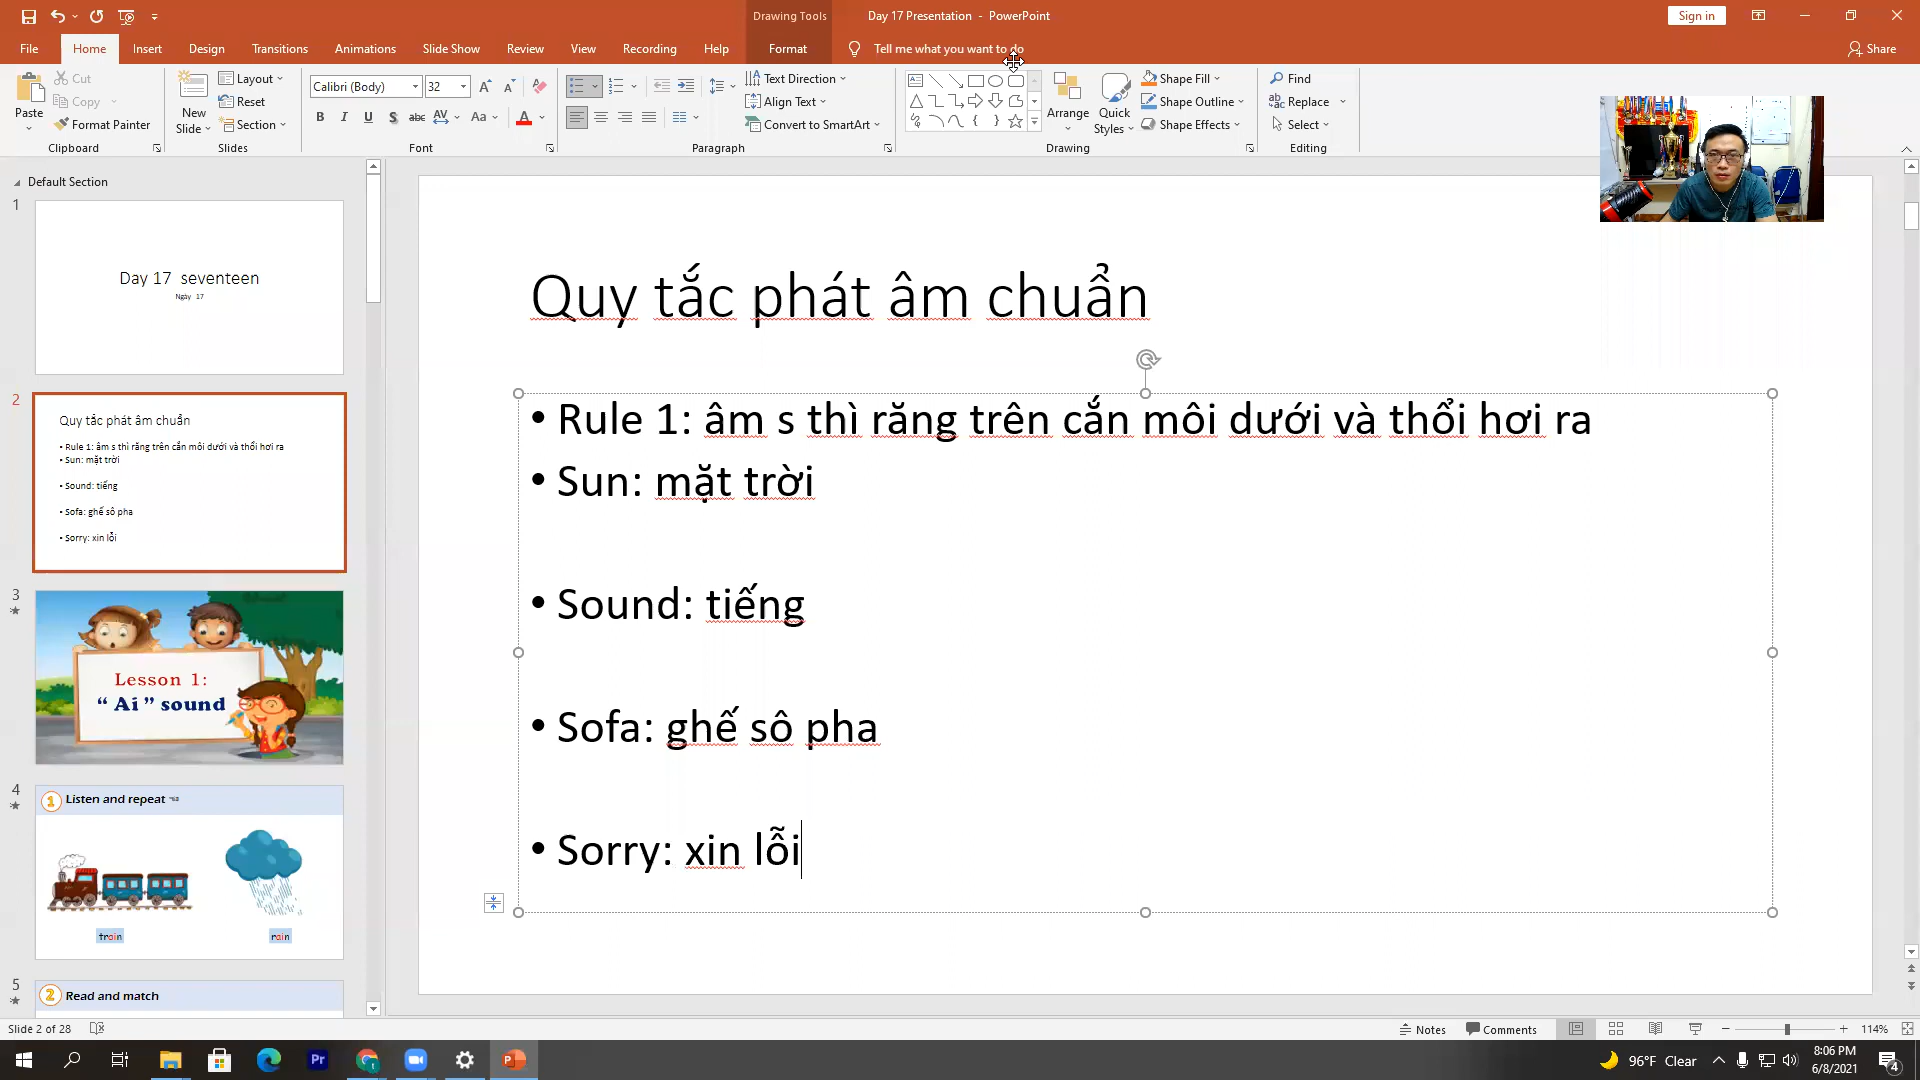 Drawing Tools
Day 17 Presentation - PowerPoint
Sign in
File
Home
Insert
Design
Transitions
Animations
Slide Show
Review
View
Recording
Help
Format
Tell me what you want to do
Share
Paste
Cut
Copy
Format Painter
Clipboard
New Slide
Layout
Reset
Section
Slides
Calibri (Body)
32
Font
Text Direction
Align Text
Convert to SmartArt
Paragraph
Arrange
Quick Styles
Shape Fill
Shape Outline
Shape Effects
Drawing
Find
Replace
Select
Editing
Default Section
1
Day 17 seventeen
Ngày 17
2
Quy tắc phát âm chuẩn
• Rule 1: âm s thì răng trên cắn môi dưới và thổi hơi ra
• Sun: mặt trời
• Sound: tiếng
• Sofa: ghế sô pha
• Sorry: xin lỗi
3
Lesson 1:
“ Ai ” sound
4
1 Listen and repeat
train
rain
5
2 Read and match
Quy tắc phát âm chuẩn
• Rule 1: âm s thì răng trên cắn môi dưới và thổi hơi ra
• Sun: mặt trời
• Sound: tiếng
• Sofa: ghế sô pha
• Sorry: xin lỗi
Slide 2 of 28
Notes
Comments
114%
Pr
96°F Clear
8:06 PM
6/8/2021
4